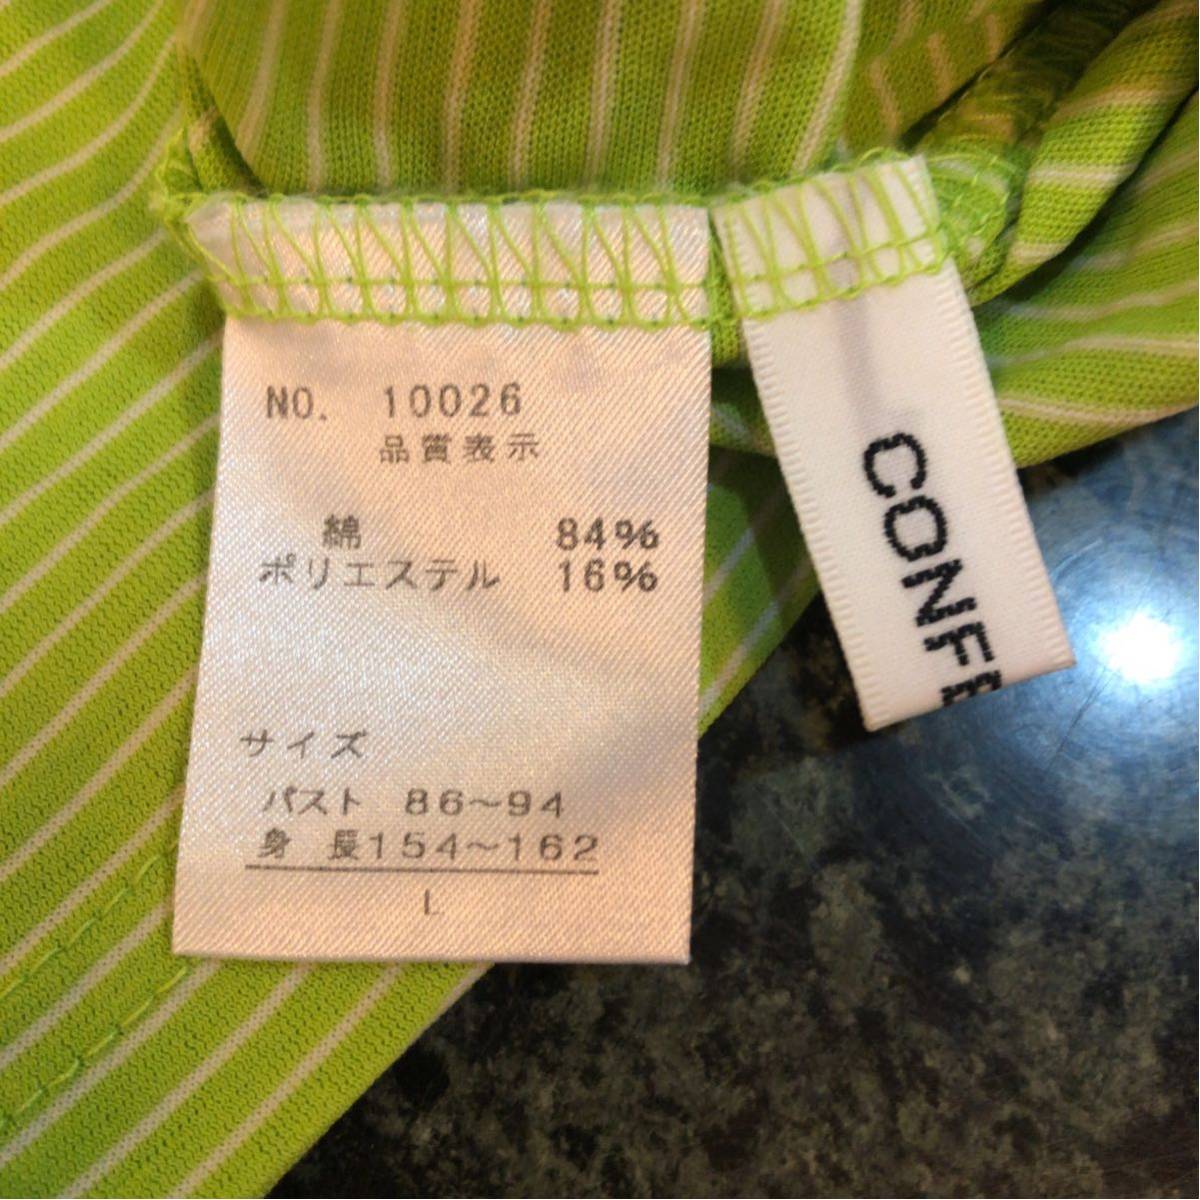 NO. 10026
品質表示
綿 84%
ポリエステル 16%
サイズ
バスト 86～94
身長154～162
L